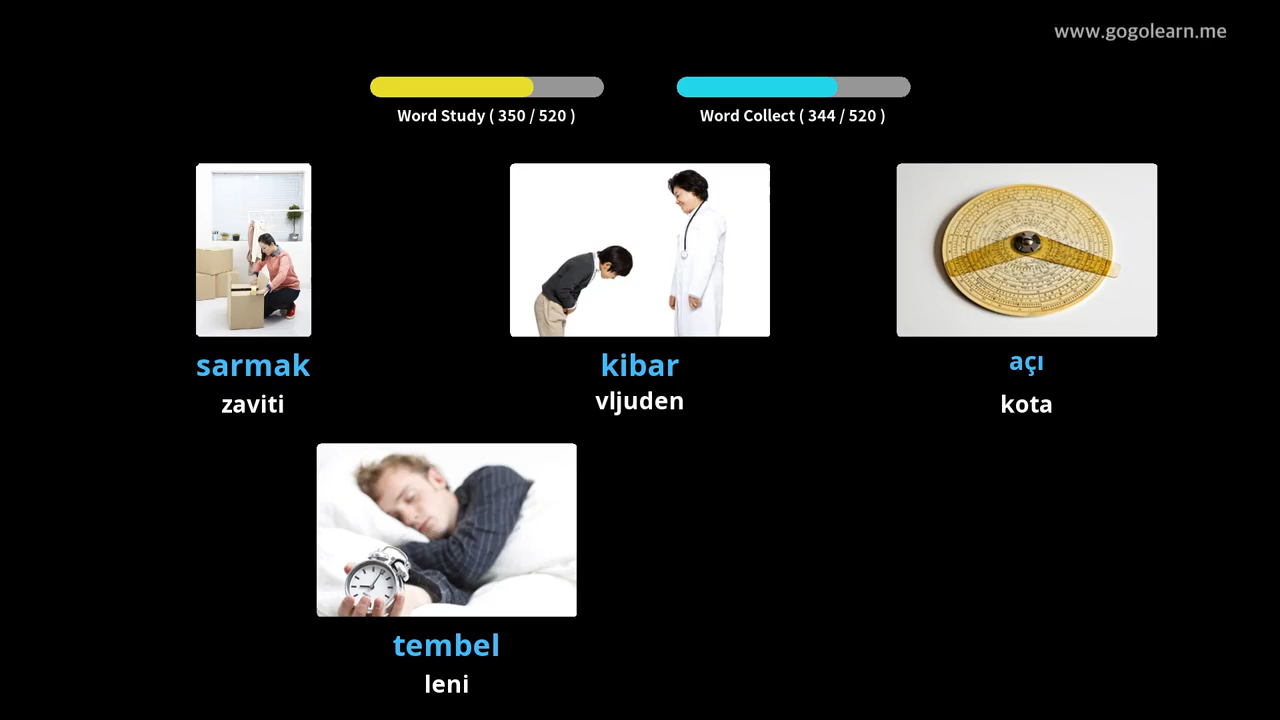 www.gogolearn.me
Word Study ( 350 / 520 )
Word Collect ( 344 / 520 )
sarmak
zaviti
kibar
vljuden
açı
kota
tembel
leni